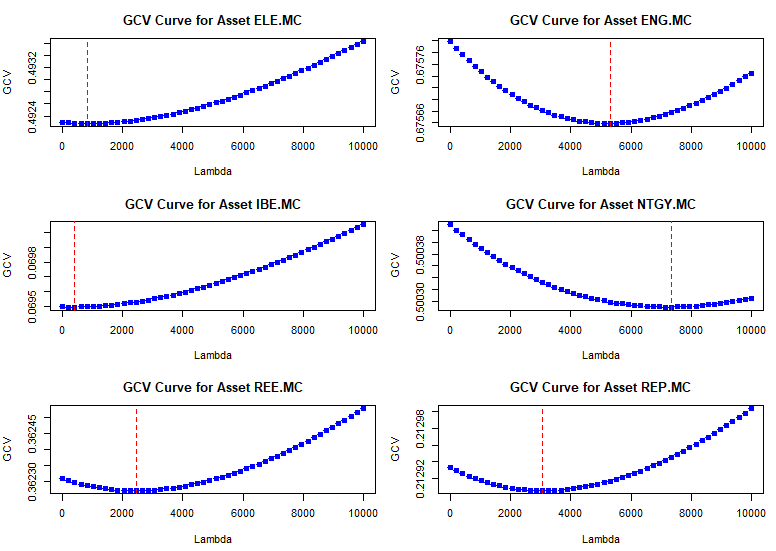 GCV Curve for Asset ELE.MC
GCV
0.4924 0.4932
0 2000 4000 6000 8000 10000
Lambda
GCV Curve for Asset ENG.MC
GCV
0.67566 0.67576
0 2000 4000 6000 8000 10000
Lambda
GCV Curve for Asset IBE.MC
GCV
0.0695 0.0698
0 2000 4000 6000 8000 10000
Lambda
GCV Curve for Asset NTGY.MC
GCV
0.50030 0.50038
0 2000 4000 6000 8000 10000
Lambda
GCV Curve for Asset REE.MC
GCV
0.36230 0.36245
0 2000 4000 6000 8000 10000
Lambda
GCV Curve for Asset REP.MC
GCV
0.21292 0.21298
0 2000 4000 6000 8000 10000
Lambda